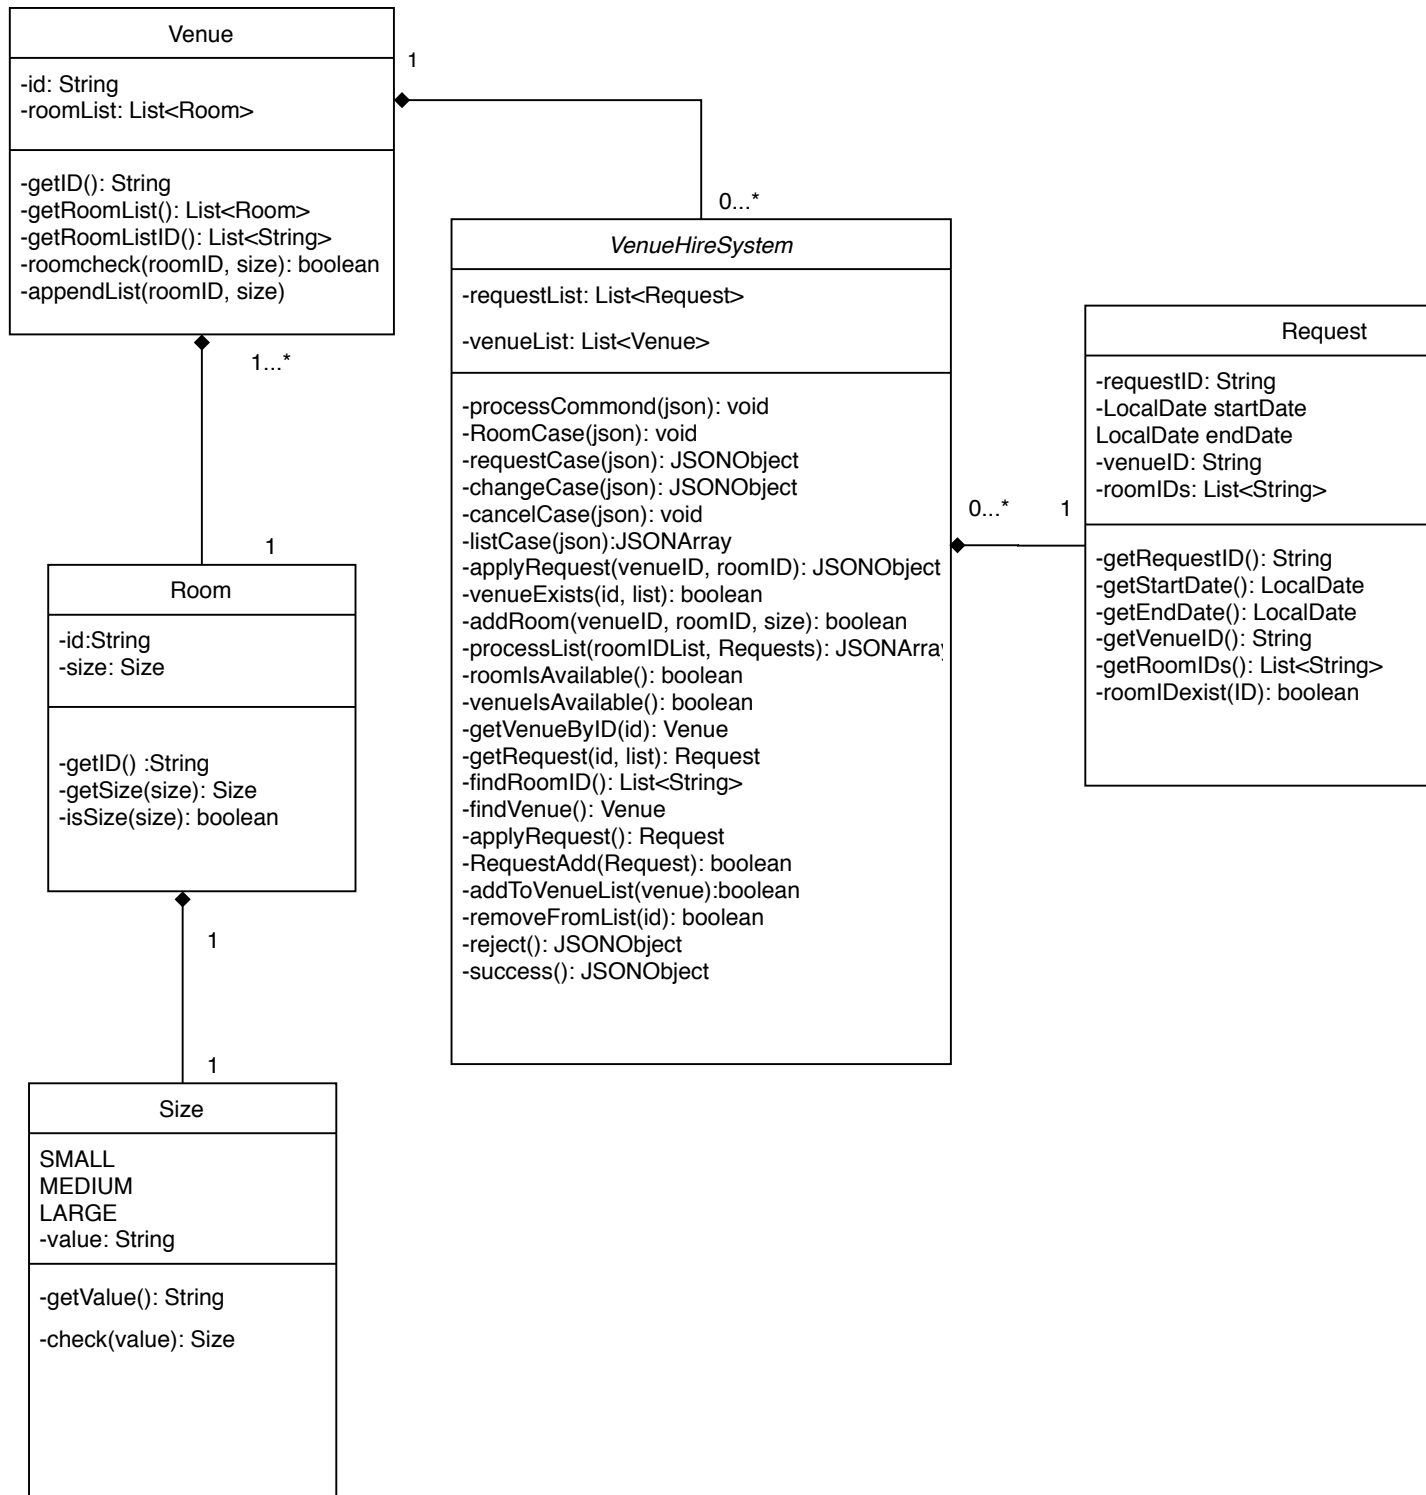 Venue
-id: String
-roomList: List<Room>
-getID(): String
-getRoomList(): List<Room>
-getRoomListID(): List<String>
-roomcheck(roomID, size): boolean
-appendList(roomID, size)
1
0...*
1...*
1
VenueHireSystem
-requestList: List<Request>
-venueList: List<Venue>
-processCommond(json): void
-RoomCase(json): void
-requestCase(json): JSONObject
-changeCase(json): JSONObject
-cancelCase(json): void
-listCase(json):JSONArray
-applyRequest(venueID, roomID): JSONObject
-venueExists(id, list): boolean
-addRoom(venueID, roomID, size): boolean
-processList(roomIDList, Requests): JSONArray
-roomIsAvailable(): boolean
-venueIsAvailable(): boolean
-getVenueByID(id): Venue
-getRequest(id, list): Request
-findRoomID(): List<String>
-findVenue(): Venue
-applyRequest(): Request
-RequestAdd(Request): boolean
-addToVenueList(venue):boolean
-removeFromList(id): boolean
-reject(): JSONObject
-success(): JSONObject
0...*
1
Request
-requestID: String
-LocalDate startDate
LocalDate endDate
-venueID: String
-roomIDs: List<String>
-getRequestID(): String
-getStartDate(): LocalDate
-getEndDate(): LocalDate
-getVenueID(): String
-getRoomIDs(): List<String>
-roomIDexist(ID): boolean
Room
-id:String
-size: Size
-getID() :String
-getSize(size): Size
-isSize(size): boolean
1
1
Size
SMALL
MEDIUM
LARGE
-value: String
-getValue(): String
-check(value): Size